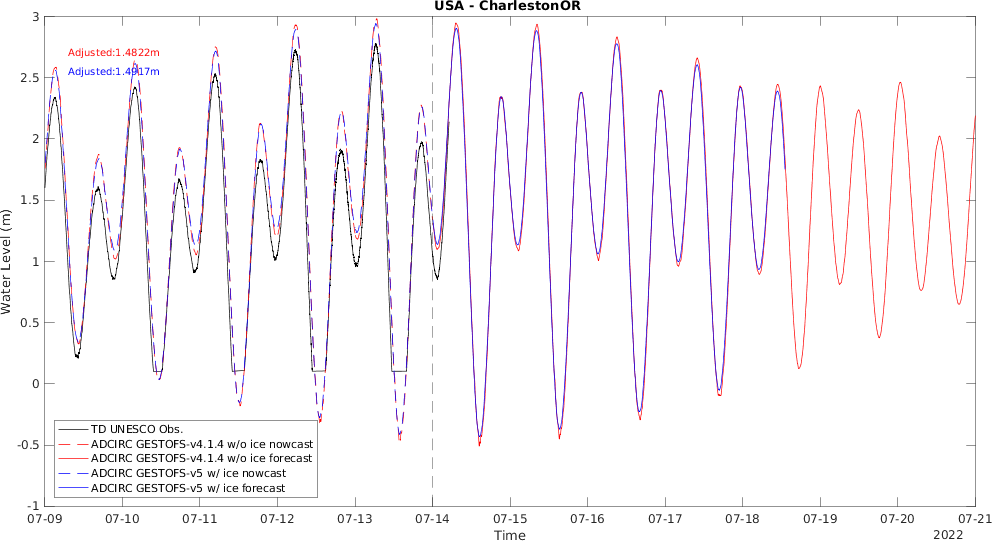 USA - CharlestonOR
Adjusted:1.4822m
Adjusted:1.4917m
Water Level (m)
3
2.5
2
1.5
1
0.5
0
-0.5
-1
TD UNESCO Obs.
ADCIRC GESTOFS-v4.1.4 w/o ice nowcast
ADCIRC GESTOFS-v4.1.4 w/o ice forecast
ADCIRC GESTOFS-v5 w/ ice nowcast
ADCIRC GESTOFS-v5 w/ ice forecast
07-09 07-10 07-11 07-12 07-13 07-14 07-15 07-16 07-17 07-18 07-19 07-20 07-21
Time
2022